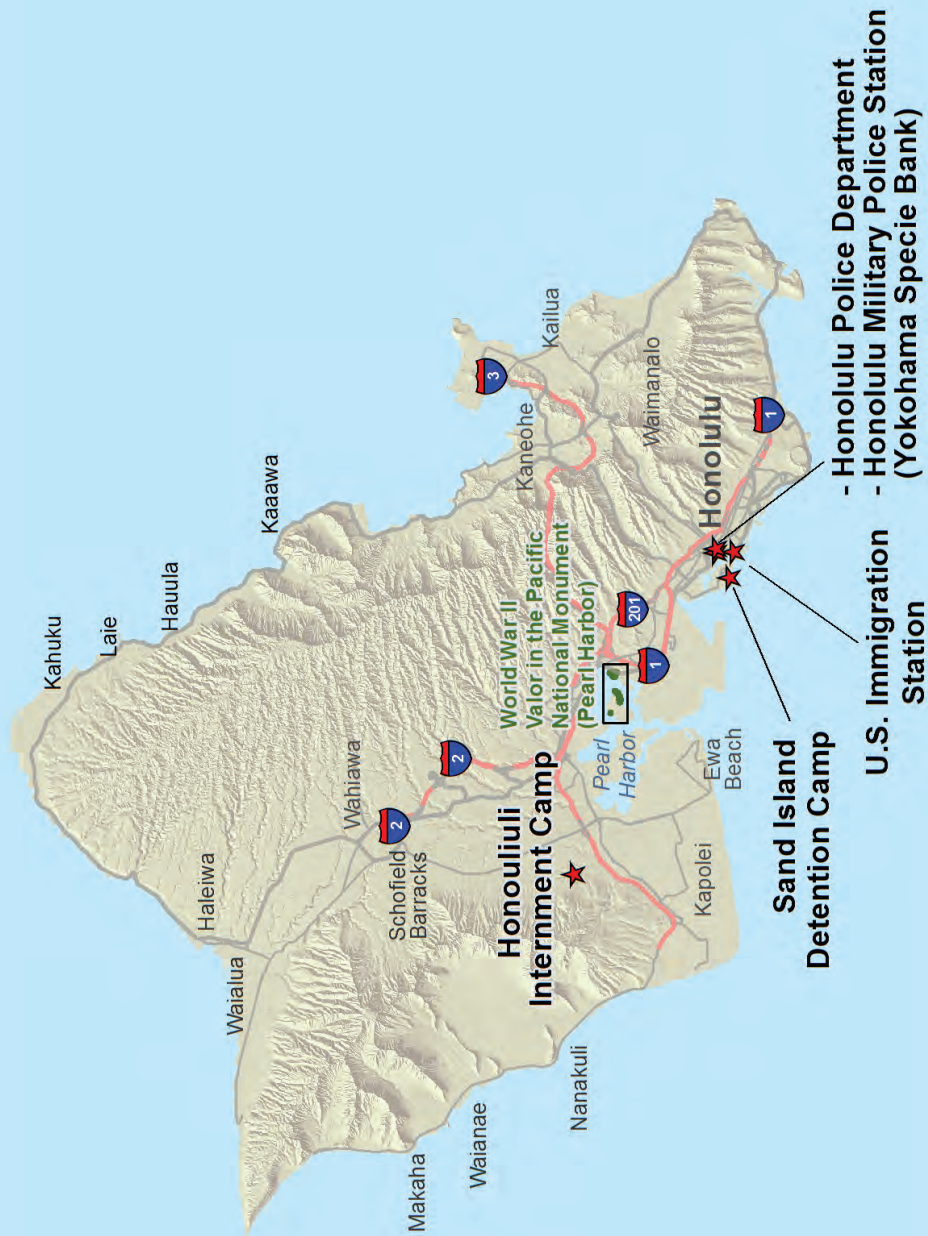 Kahuku
Laie
Hauula
Kaaawa
Haleiwa
Waialua
Wahiawa
2
2
Schofield
Barracks
3
Kailua
Kaneohe
Waimanalo
Makaha
Waianae
Nanakuli
Honouliuli
Internment Camp
World War II
Valor in the Pacific
National Monument
(Pearl Harbor)
201
1
1
Pearl
Harbor
Honolulu
Ewa
Beach
Kapolei
Sand Island
Detention Camp
U.S. Immigration
Station
- Honolulu Police Department
- Honolulu Military Police Station
(Yokohama Specie Bank)